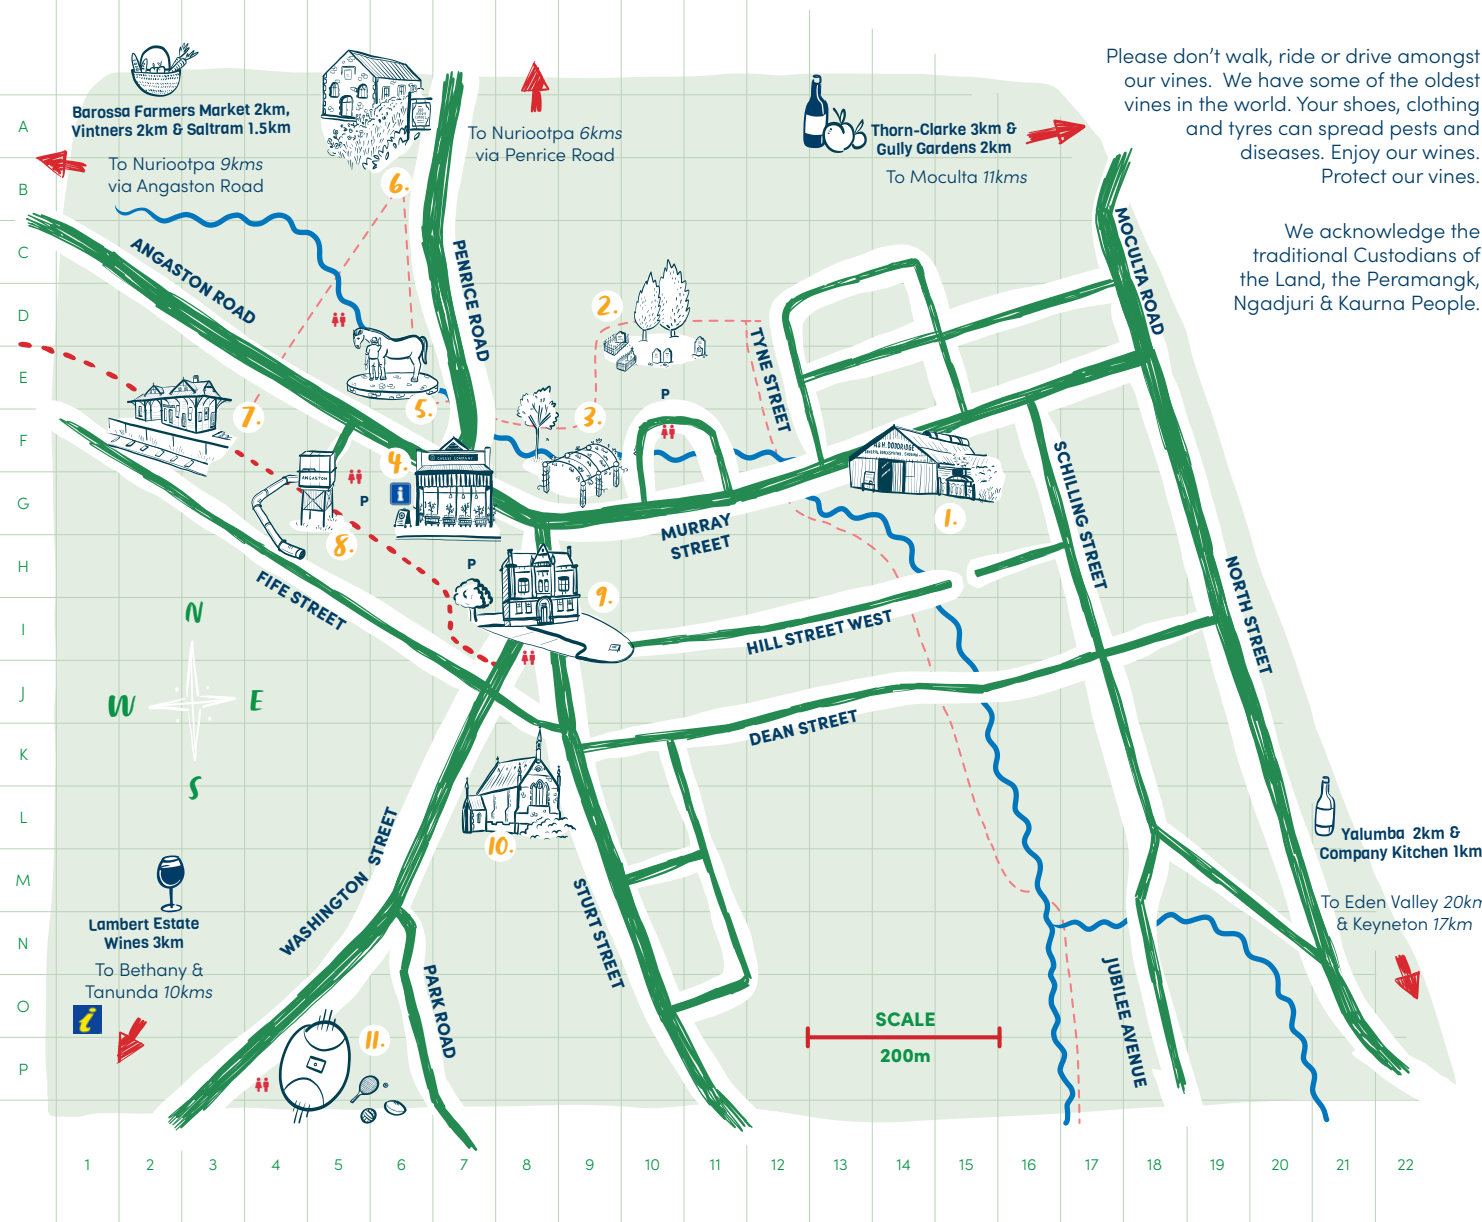 Please don't walk, ride or drive amongst
our vines. We have some of the oldest
vines in the world. Your shoes, clothing
and tyres can spread pests and
diseases. Enjoy our wines.
Protect our vines.
We acknowledge the
traditional Custodians of
the Land, the Peramangk,
Ngadjuri & Kaurna People.
Barossa Farmers Market 2km,
Vintners 2km & Saltram 1.5km
To Nuriootpa 9kms
via Angaston Road
To Nuriootpa 6kms
via Penrice Road
Thorn-Clarke 3km &
Gully Gardens 2km
To Moculta 11kms
A
B
C
D
E
F
G
H
I
J
K
L
M
N
O
P
6.
ANGASTON ROAD
PENRICE ROAD
MOCULTA ROAD
2.
TYNE STREET
P
5.
3.
7.
4.
CHEESE COMPANY
A & H. DODDRIDGE
ANGASTON
P
i
1.
8.
MURRAY
STREET
SCHILLING STREET
P
FIFE STREET
9.
HILL STREET WEST
NORTH STREET
N
W
E
S
DEAN STREET
10.
WASHINGTON STREET
STURT STREET
Yalumba 2km &
Company Kitchen 1km
To Eden Valley 20km
& Keyneton 17km
Lambert Estate
Wines 3km
To Bethany &
Tanunda 10kms
i
PARK ROAD
11.
JUBILEE AVENUE
SCALE
200m
1 2 3 4 5 6 7 8 9 10 11 12 13 14 15 16 17 18 19 20 21 22